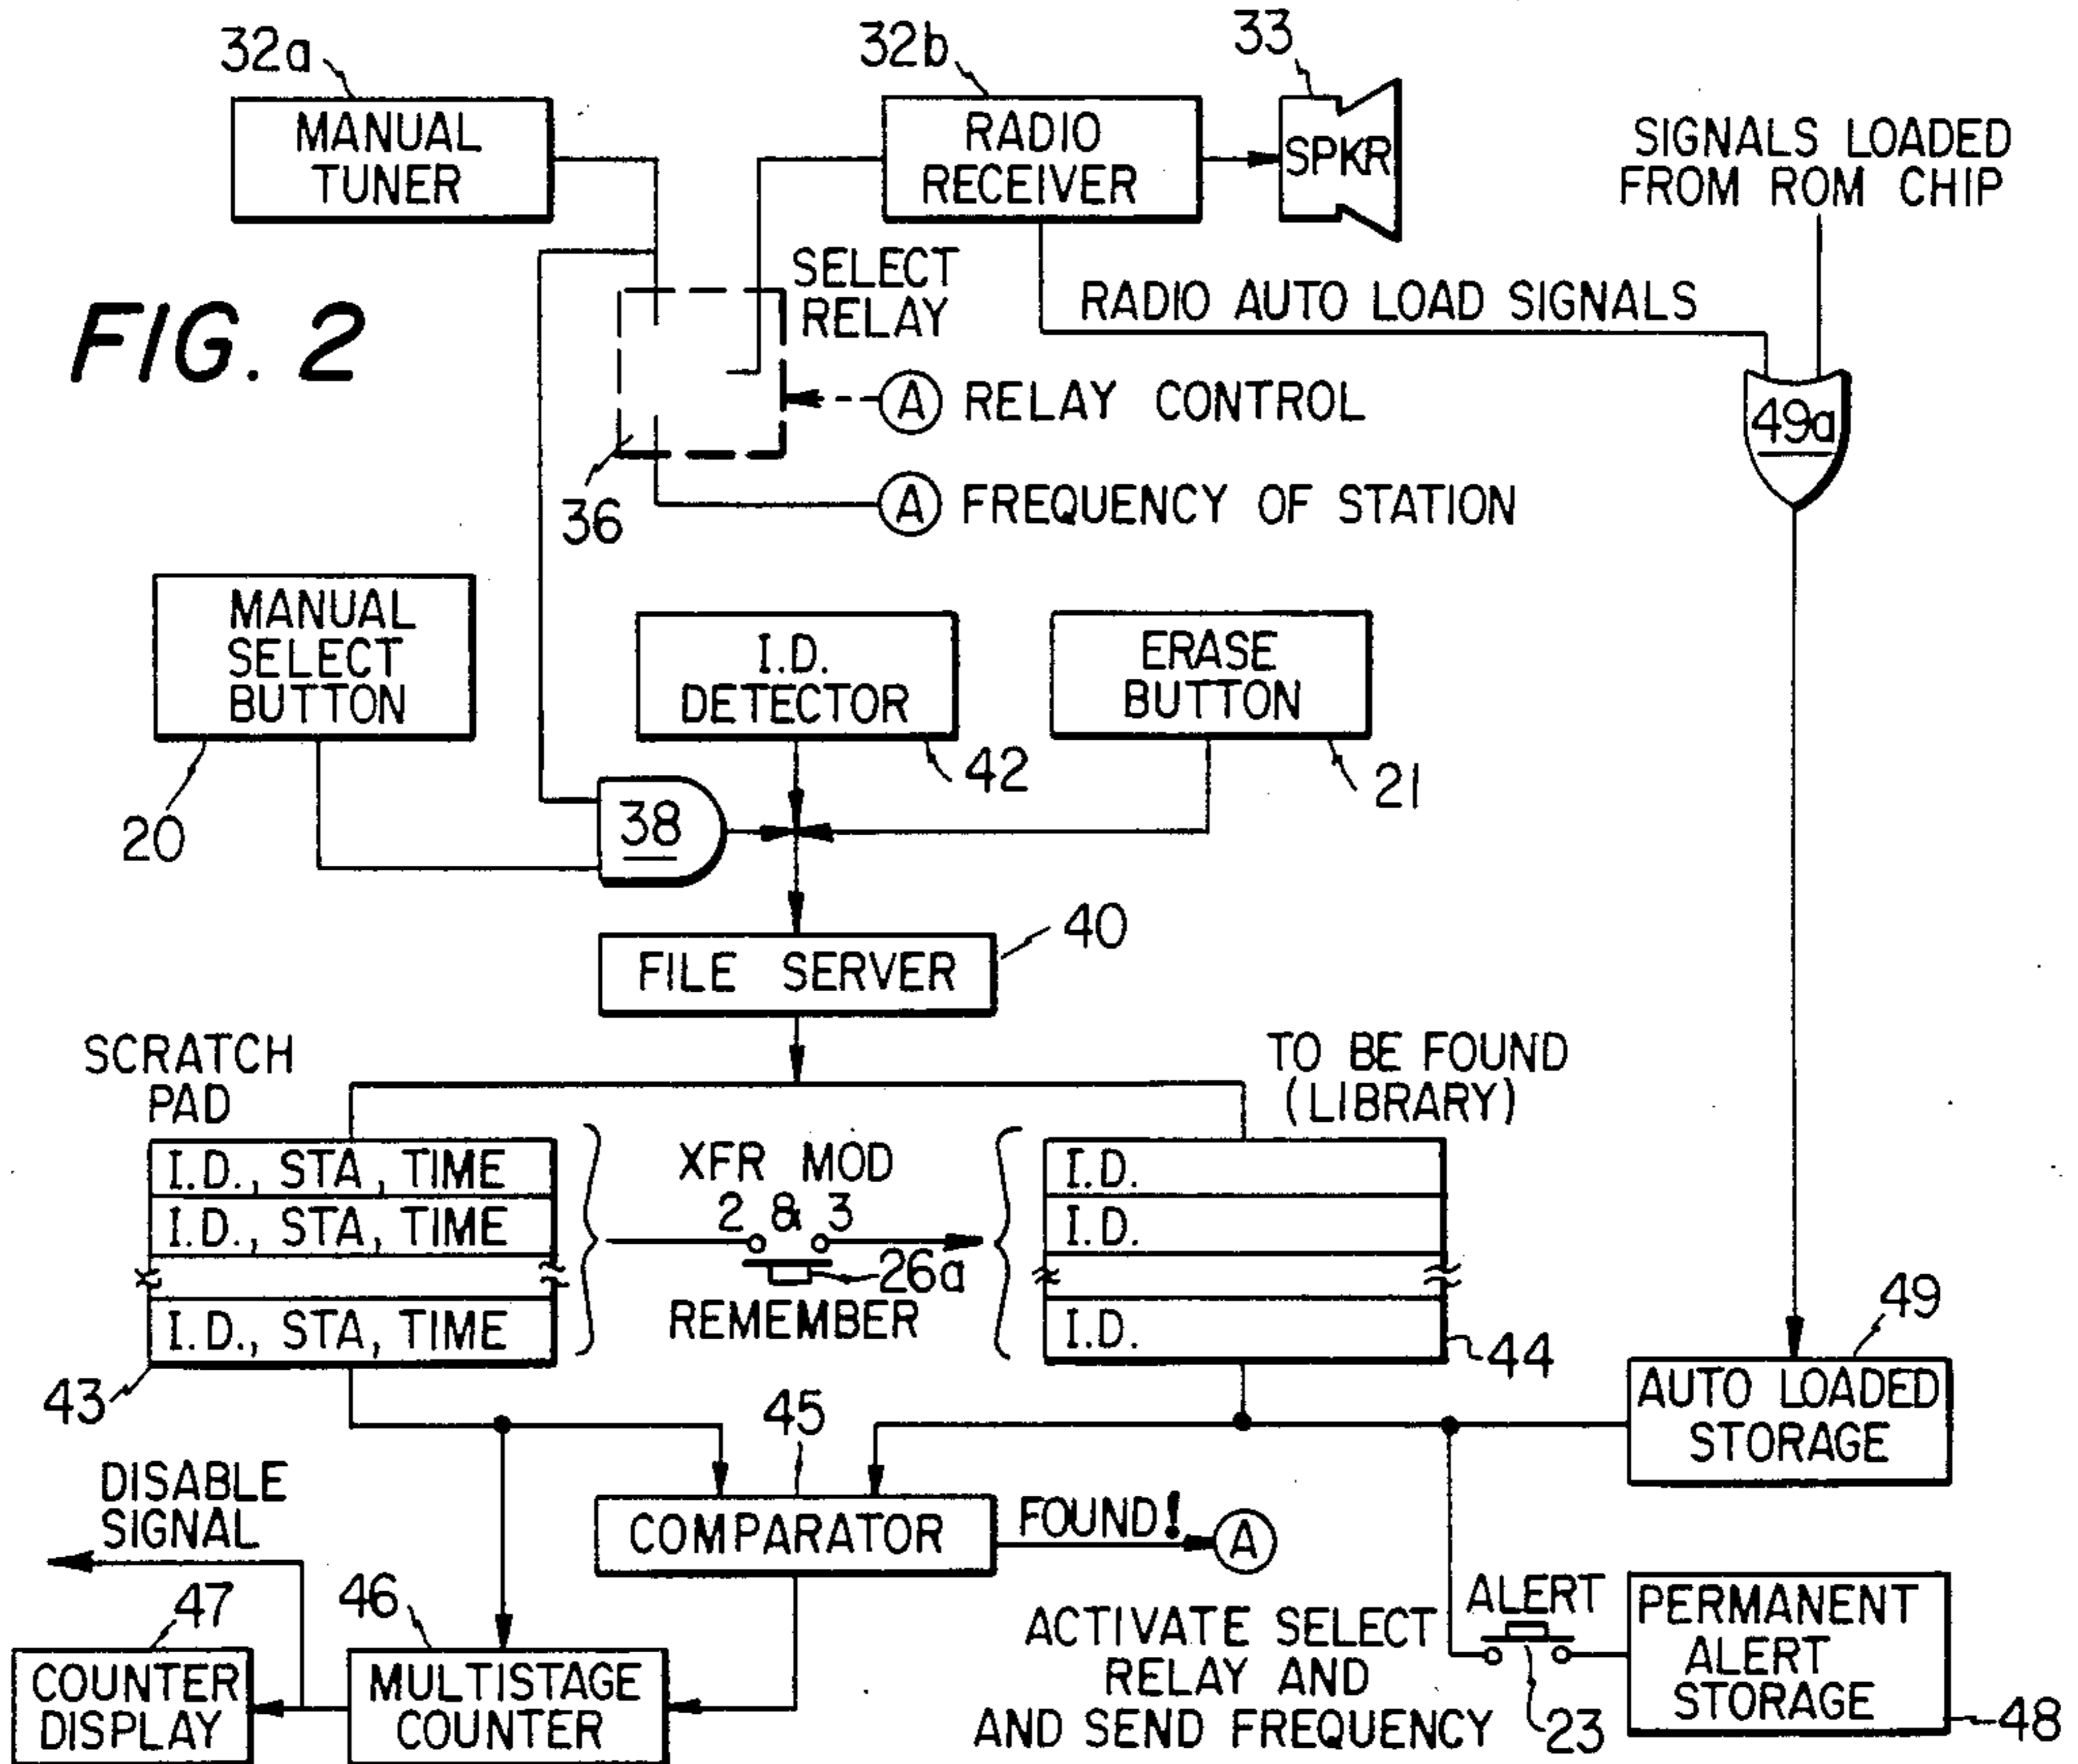 32a
32b
33
MANUAL
TUNER
RADIO
RECEIVER
SPKR
SIGNALS LOADED
FROM ROM CHIP
FIG. 2
SELECT
RELAY
RADIO AUTO LOAD SIGNALS
A RELAY CONTROL
49a
36
A FREQUENCY OF STATION
MANUAL
SELECT
BUTTON
I.D.
DETECTOR
ERASE
BUTTON
20
38
42
21
40
FILE SERVER
SCRATCH
PAD
TO BE FOUND
(LIBRARY)
I.D., STA, TIME
I.D., STA, TIME
I.D., STA, TIME
XFR MOD
2 & 3
26a
REMEMBER
I.D.
I.D.
I.D.
43
44
49
AUTO LOADED
STORAGE
45
DISABLE
SIGNAL
COMPARATOR
FOUND!
A
47
46
COUNTER
DISPLAY
MULTISTAGE
COUNTER
ACTIVATE SELECT
RELAY AND
AND SEND FREQUENCY
ALERT
23
PERMANENT
ALERT
STORAGE
48